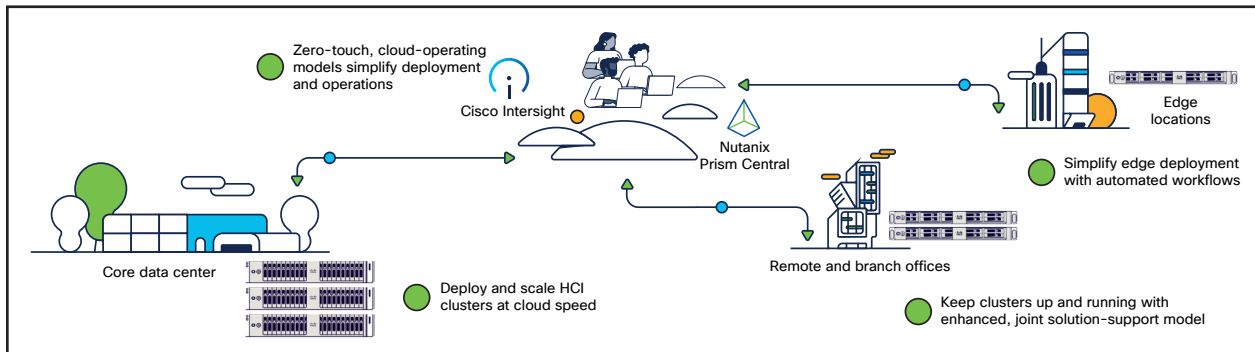 Zero-touch, cloud-operating
models simplify deployment
and operations
Cisco Intersight
Nutanix
Prism Central
Edge
locations
Simplify edge deployment
with automated workflows
Core data center
Deploy and scale HCI
clusters at cloud speed
Remote and branch offices
Keep clusters up and running with
enhanced, joint solution-support model